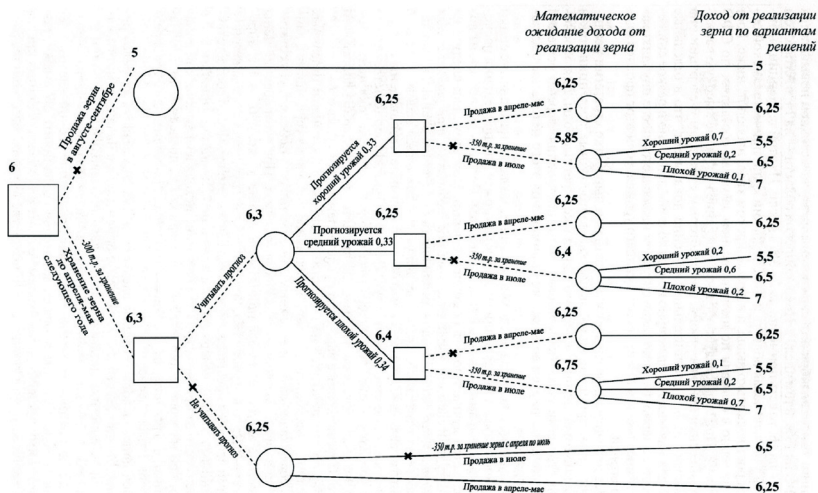 Математическое
ожидание дохода от
реализации зерна
Доход от реализации
зерна по вариантам
решений
5
5
Продажа зерна
в августе-сентябре
6
-300 т.р. за хранение
Хранение зерна
до апреля-мая
следующего года
6,3
Учитывать прогноз
Не учитывать прогноз
6,3
Прогнозируется
хороший урожай 0,33
Прогнозируется
средний урожай 0,33
Прогнозируется плохой урожай 0,34
6,25
Продажа в апреле-мае
6,25
6,25
-350 т.р. за хранение
Продажа в июле
5,85
Хороший урожай 0,7
5,5
Средний урожай 0,2
6,5
Плохой урожай 0,1
7
6,25
Продажа в апреле-мае
6,25
6,25
-350 т.р. за хранение
Продажа в июле
6,4
Хороший урожай 0,2
5,5
Средний урожай 0,6
6,5
Плохой урожай 0,2
7
6,4
Продажа в апреле-мае
6,25
6,25
-350 т.р. за хранение
Продажа в июле
6,75
Хороший урожай 0,1
5,5
Средний урожай 0,2
6,5
Плохой урожай 0,7
7
6,25
-350 т.р. за хранение зерна с апреля по июль
Продажа в июле
6,5
Продажа в апреле-мае
6,25